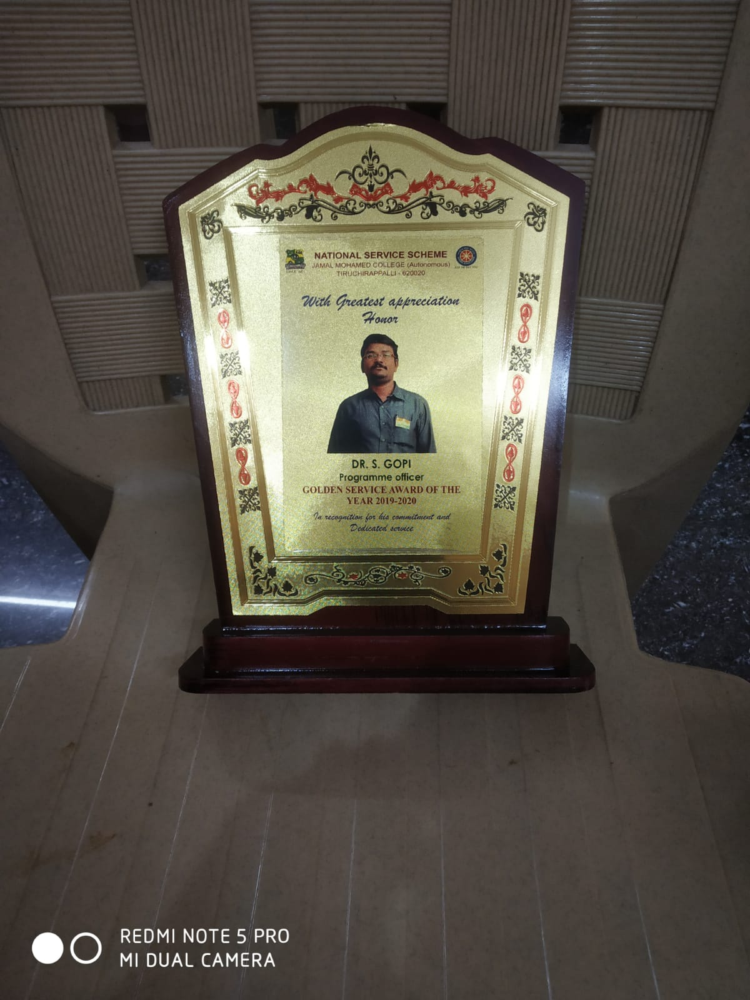 NATIONAL SERVICE SCHEME
JAMAL MOHAMED COLLEGE (Autonomous)
TIRUCHIRAPPALLI - 620020
With Greatest appreciation
Honor
DR. S. GOPI
Programme officer
GOLDEN SERVICE AWARD OF THE
YEAR 2019-2020
In recognition for his commitment and
Dedicated service
REDMI NOTE 5 PRO
MI DUAL CAMERA